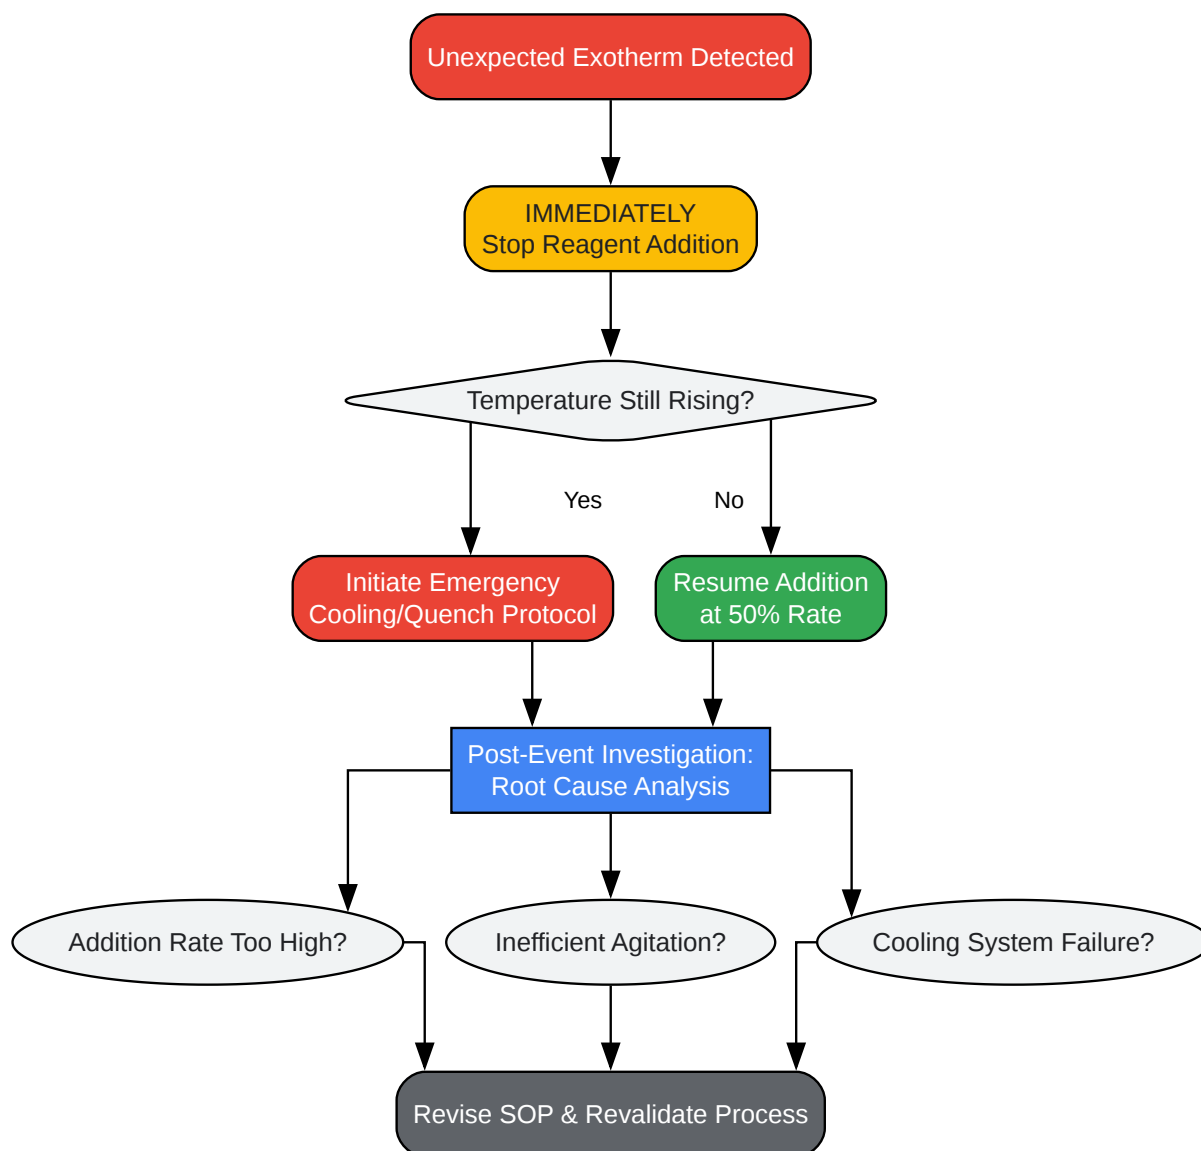 Unexpected Exotherm Detected
IMMEDIATELY
Stop Reagent Addition
Temperature Still Rising?
Yes
No
Initiate Emergency
Cooling/Quench Protocol
Resume Addition
at 50% Rate
Post-Event Investigation:
Root Cause Analysis
Addition Rate Too High?
Inefficient Agitation?
Cooling System Failure?
Revise SOP & Revalidate Process